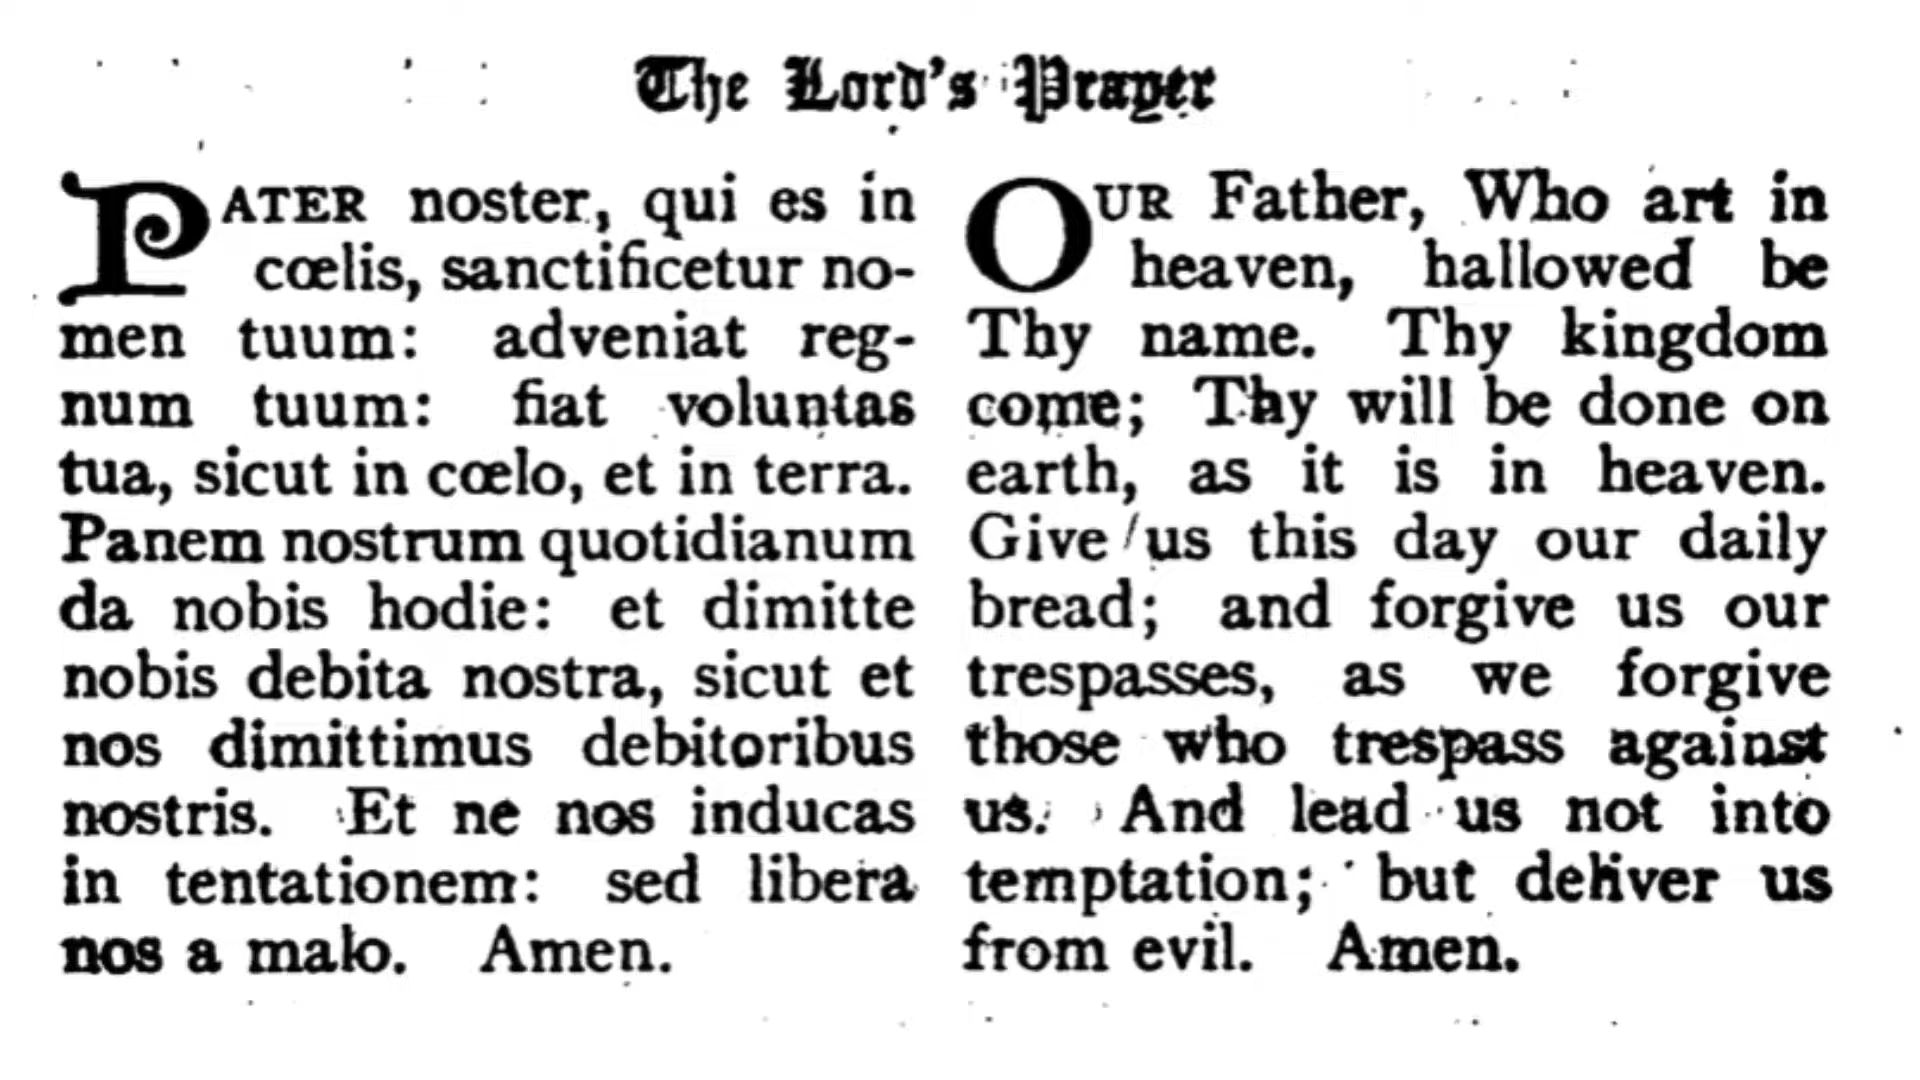 The Lord's Prayer
PATER noster, qui es in
cœlis, sanctificetur no-
men tuum: adveniat reg-
num tuum: fiat voluntas
tua, sicut in cœlo, et in terra.
Panem nostrum quotidianum
da nobis hodie: et dimitte
nobis debita nostra, sicut et
nos dimittimus debitoribus
nostris. Et ne nos inducas
in tentationem: sed libera
nos a malo. Amen.
OUR Father, Who art in
heaven, hallowed be
Thy name. Thy kingdom
come; Thy will be done on
earth, as it is in heaven.
Give us this day our daily
bread; and forgive us our
trespasses, as we forgive
those who trespass against
us. And lead us not into
temptation; but deliver us
from evil. Amen.